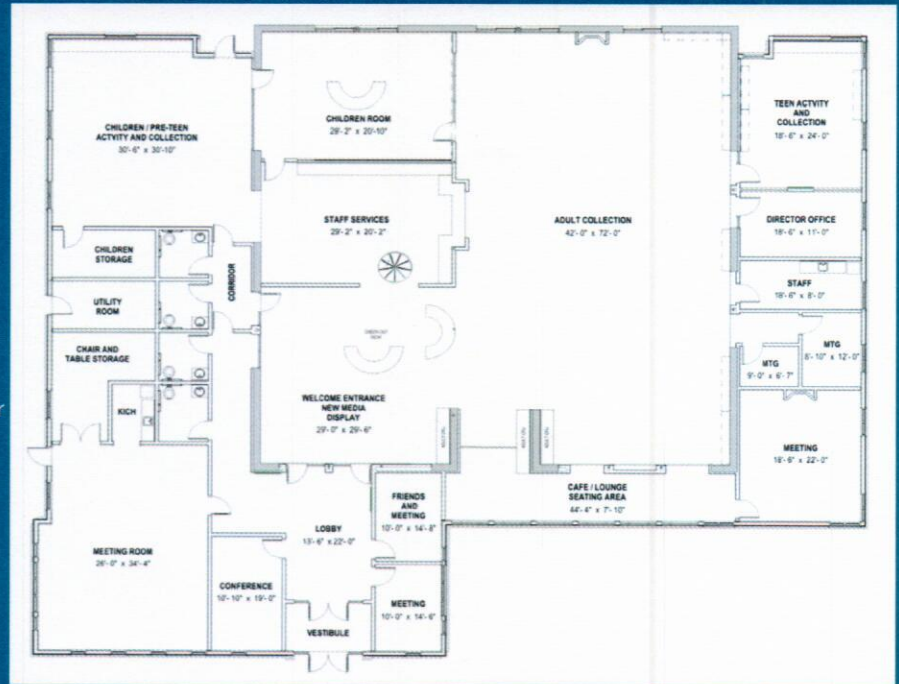 CHILDREN / PRE-TEEN
ACTVITY AND COLLECTION
30'- 6" x 30'-10"
CHILDREN ROOM
28'- 2" x 20'-10"
TEEN ACTVITY
AND
COLLECTION
18'- 6" x 24'- 0"
STAFF SERVICES
29'- 2" x 20'- 2"
ADULT COLLECTION
42'- 0" x 72'- 0"
DIRECTOR OFFICE
18'- 6" x 11'- 0"
CHILDREN
STORAGE
CORRIDOR
STAFF
18'- 6" x 8'- 0"
UTILITY
ROOM
CHAIR AND
TABLE STORAGE
MTG
9'- 0" x 6'- 7"
MTG
8'- 10" x 12'- 0"
KICH
WELCOME ENTRANCE
NEW MEDIA
DISPLAY
29'- 0" x 29'- 6"
MEETING
18'- 6" x 22'- 0"
CAFE / LOUNGE
SEATING AREA
44'- 4" x 7'- 10"
FRIENDS
AND
MEETING
10'- 0" x 14'- 8"
LOBBY
13'- 6" x 22'- 0"
MEETING ROOM
26'- 0" x 34'- 4"
CONFERENCE
10'- 10" x 19'- 0"
MEETING
10'- 0" x 14'- 6"
VESTIBULE